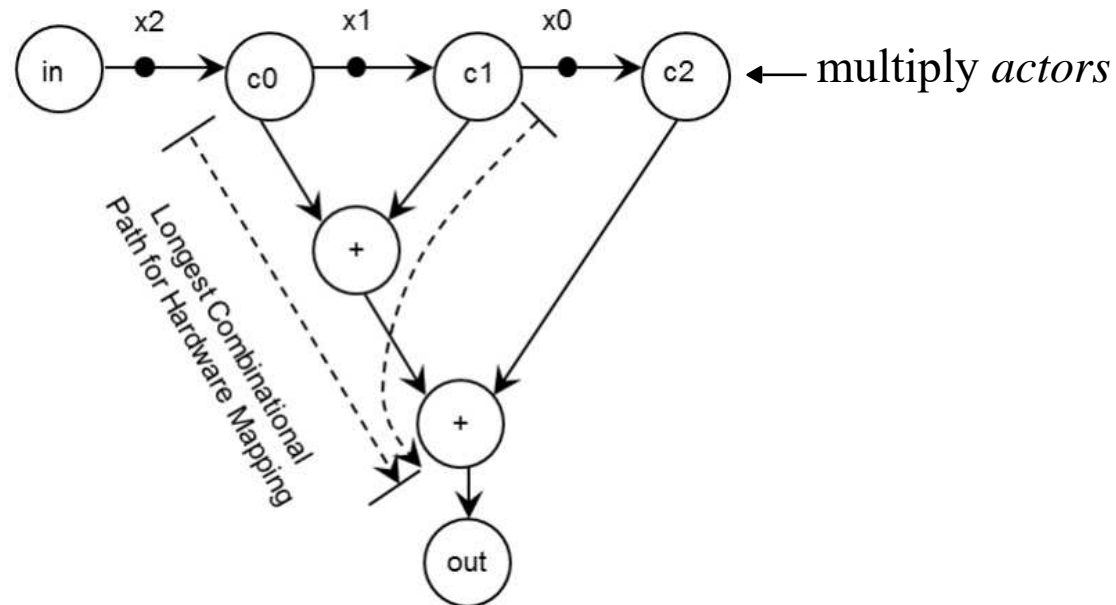 x2
x1
x0
in
c0
c1
c2
multiply actors
+
Longest Combinational
Path for Hardware Mapping
+
out